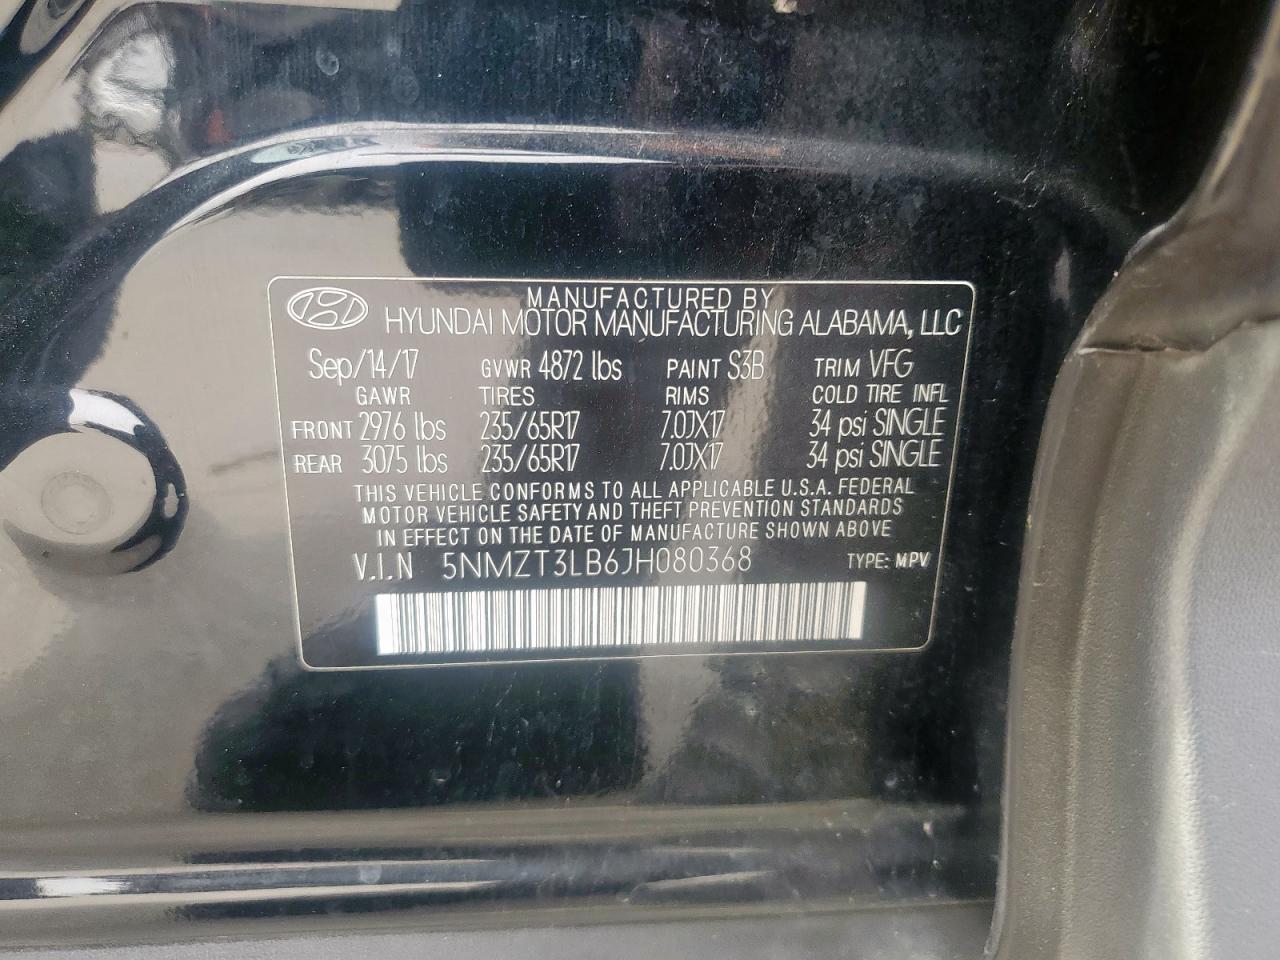 MANUFACTURED BY
HYUNDAI MOTOR MANUFACTURING ALABAMA, LLC
Sep/14/17 GVWR 4872 lbs PAINT S3B TRIM VFG
GAWR TIRES RIMS COLD TIRE INFL
FRONT 2976 lbs 235/65R17 7.0JX17 34 psi SINGLE
REAR 3075 lbs 235/65R17 7.0JX17 34 psi SINGLE
THIS VEHICLE CONFORMS TO ALL APPLICABLE U.S.A. FEDERAL
MOTOR VEHICLE SAFETY AND THEFT PREVENTION STANDARDS
IN EFFECT ON THE DATE OF MANUFACTURE SHOWN ABOVE
V.I.N 5NMZT3LB6JH080368 TYPE: MPV